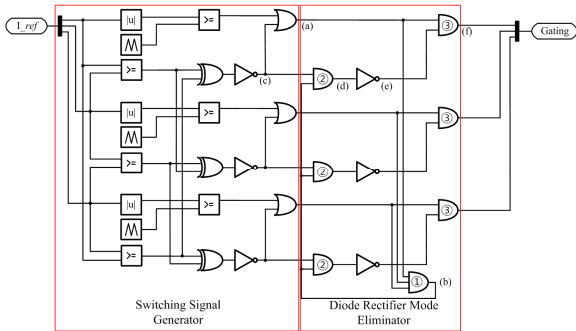 I_ref
|u|
>=
(a)
③
(f)
Gating
>=
(c)
②
(d)
(e)
|u|
>=
③
>=
②
|u|
>=
③
>=
②
①
(b)
Switching Signal
Generator
Diode Rectifier Mode
Eliminator